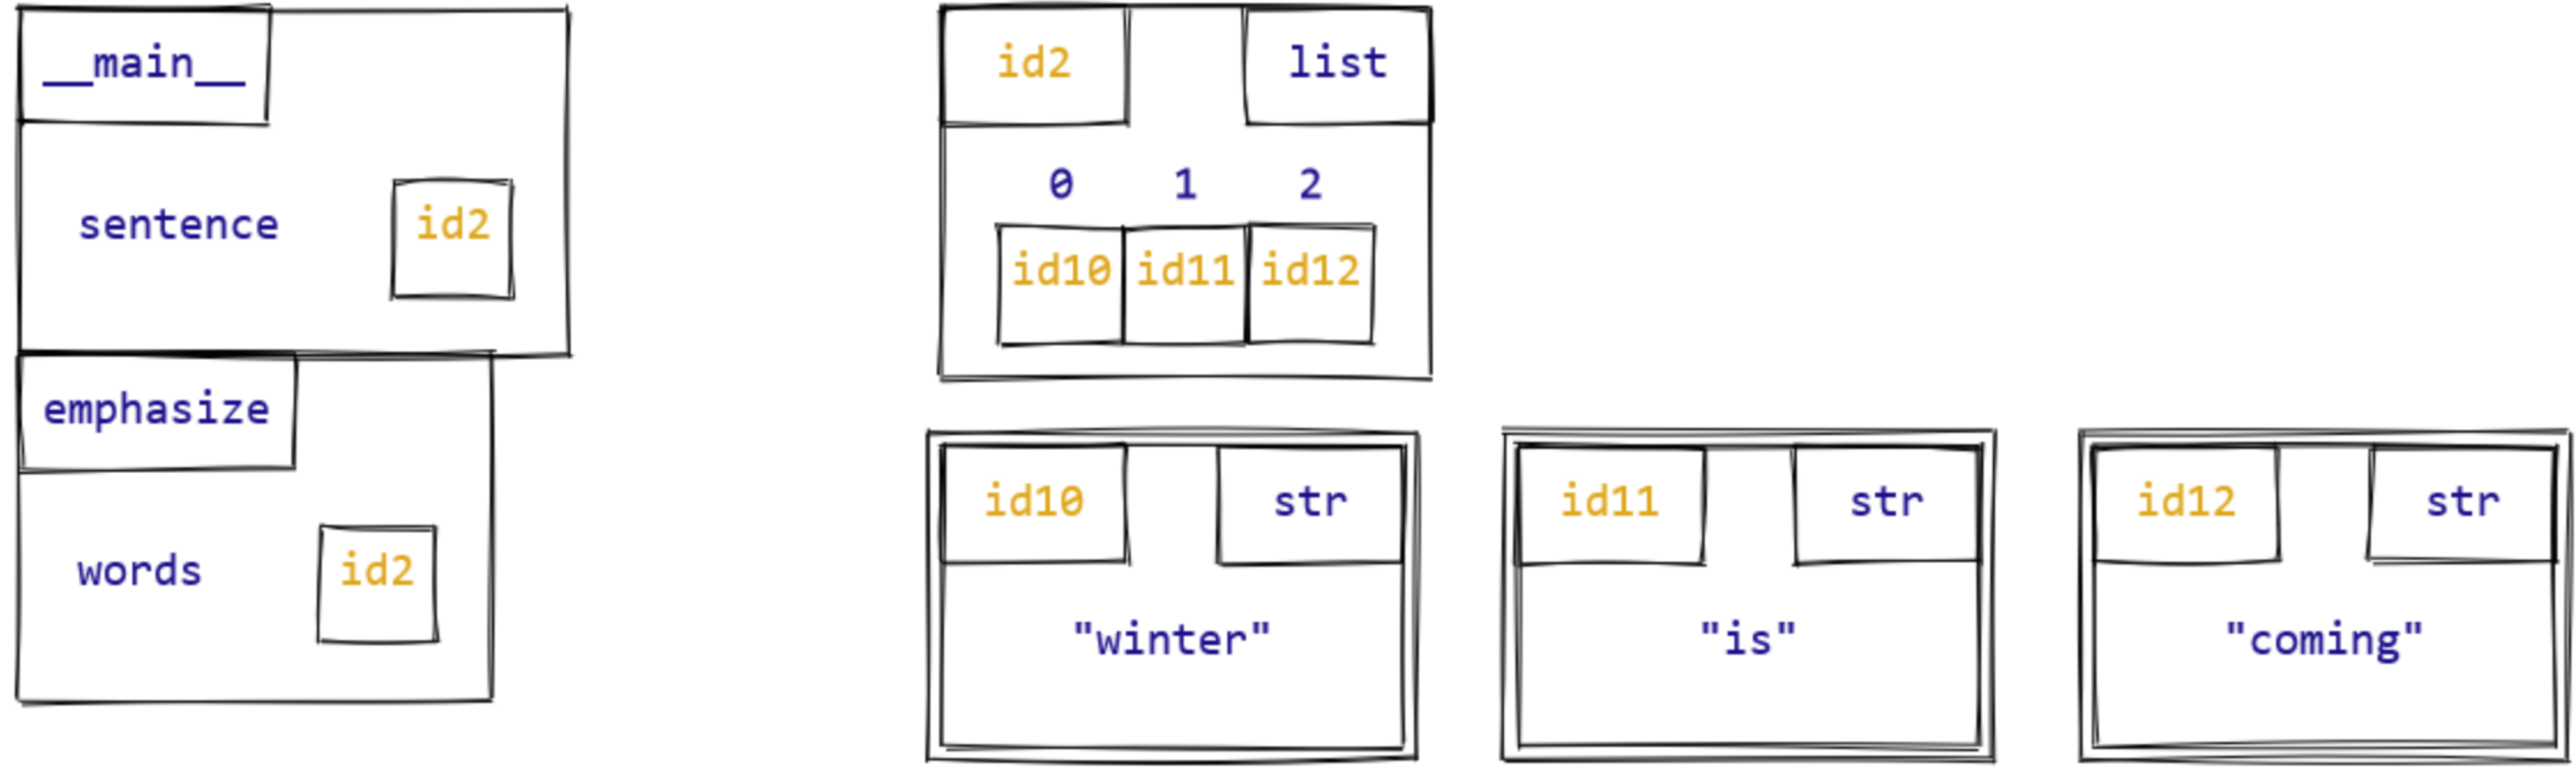 __main__
sentence id2
emphasize
words id2
id2 list
0 1 2
id10 id11 id12
id10 str
"winter"
id11 str
"is"
id12 str
"coming"